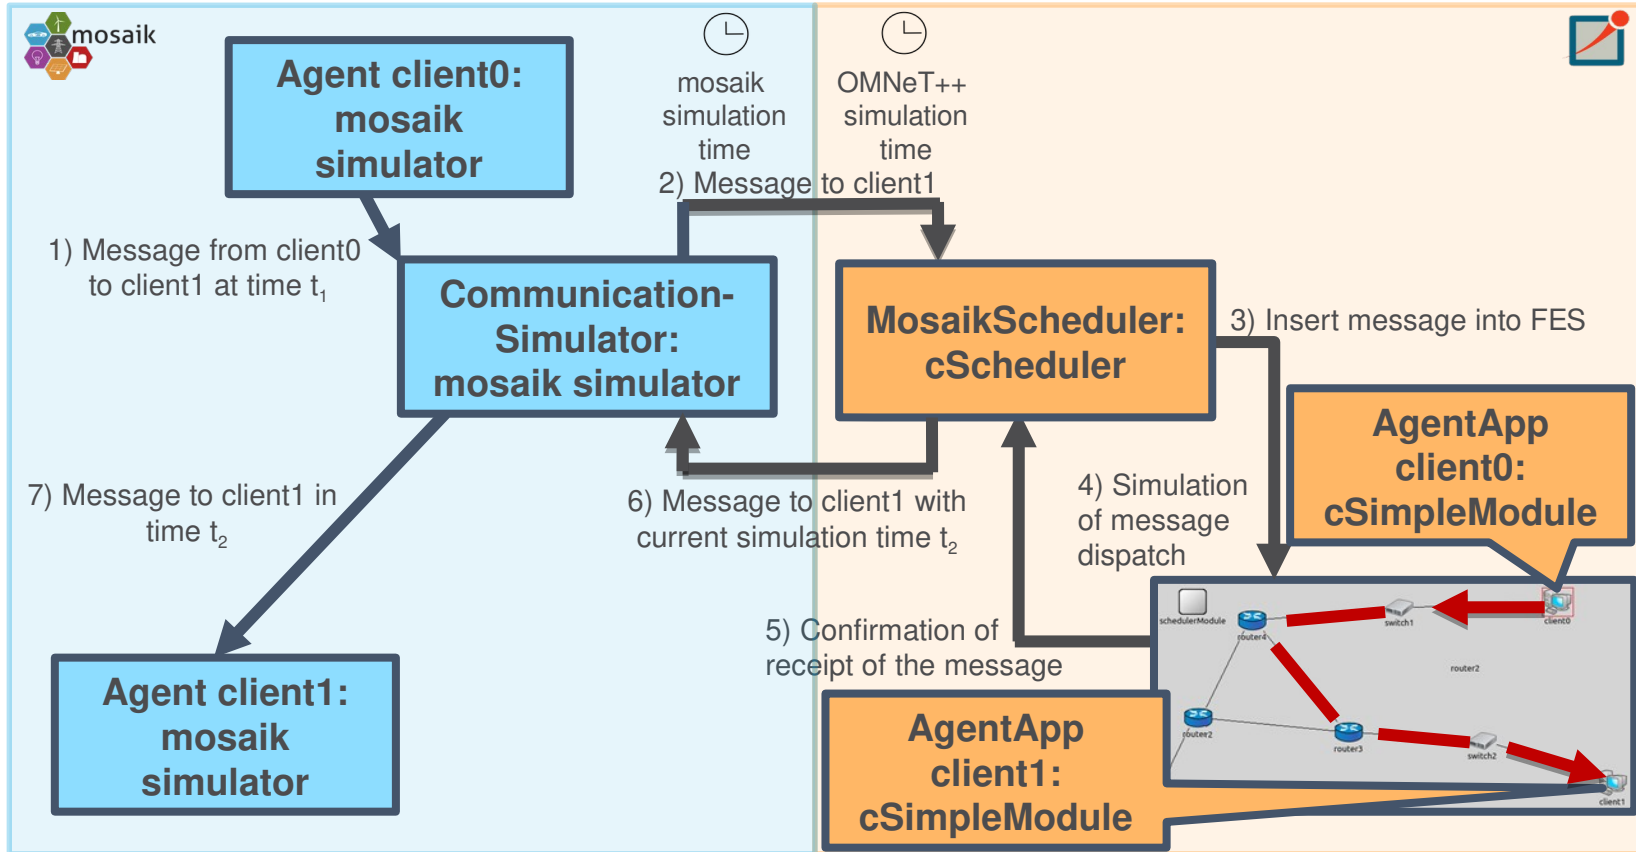 mosaik
Agent client0:
mosaik
simulator
mosaik
simulation
time
OMNeT++
simulation
time
2) Message to client1
1) Message from client0
to client1 at time t₁
Communication-
Simulator:
mosaik simulator
MosaikScheduler:
cScheduler
3) Insert message into FES
AgentApp
client0:
cSimpleModule
7) Message to client1 in
time t₂
6) Message to client1 with
current simulation time t₂
4) Simulation
of message
dispatch
5) Confirmation of
receipt of the message
schedulerModule
router4
switch1
client0
router2
router2
router3
switch2
client1
Agent client1:
mosaik
simulator
AgentApp
client1:
cSimpleModule